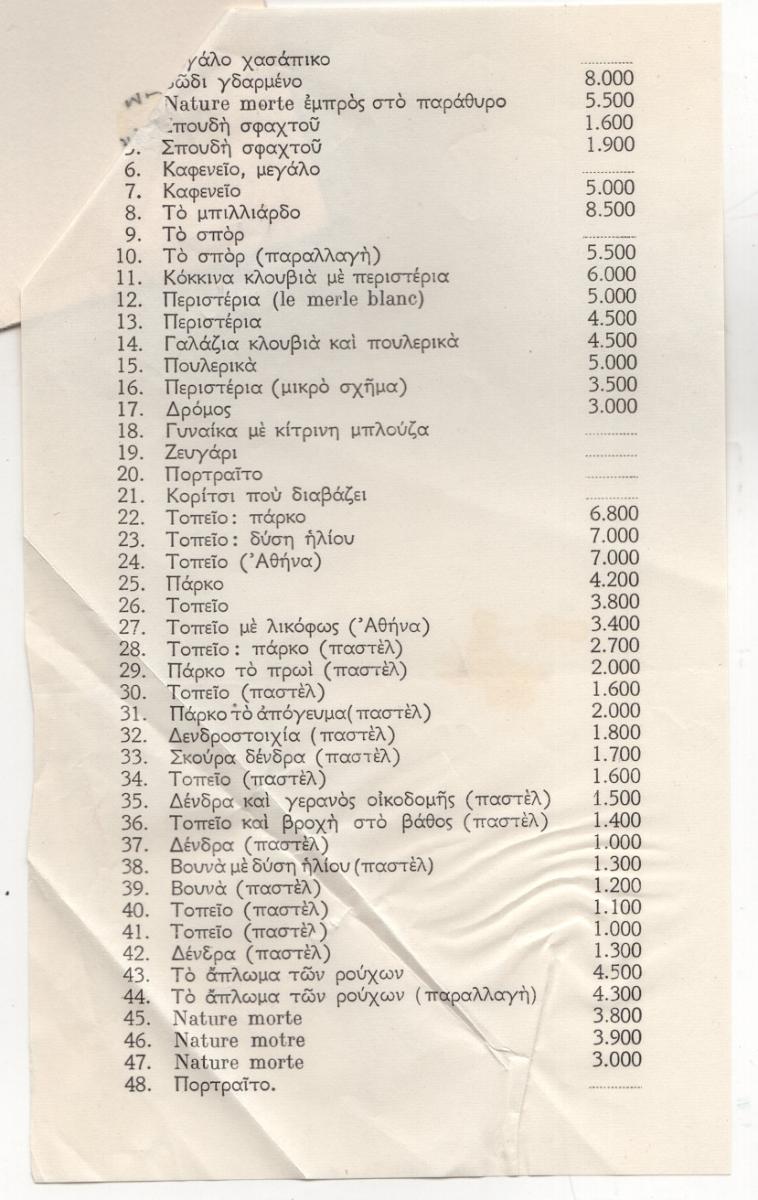 γάλο χασάπικο ............
ῶδι γδαρμένο 8.000
Nature morte ἐμπρὸς στὸ παράθυρο 5.500
Σπουδὴ σφαχτοῦ 1.600
5. Σπουδὴ σφαχτοῦ 1.900
6. Καφενεῖο, μεγάλο ............
7. Καφενεῖο 5.000
8. Τὸ μπιλλιάρδο 8.500
9. Τὸ σπὸρ ............
10. Τὸ σπὸρ (παραλλαγὴ) 5.500
11. Κόκκινα κλουβιὰ μὲ περιστέρια 6.000
12. Περιστέρια (le merle blanc) 5.000
13. Περιστέρια 4.500
14. Γαλάζια κλουβιὰ καὶ πουλερικὰ 4.500
15. Πουλερικὰ 5.000
16. Περιστέρια (μικρὸ σχῆμα) 3.500
17. Δρόμος 3.000
18. Γυναίκα μὲ κίτρινη μπλούζα ............
19. Ζευγάρι ............
20. Πορτραῖτο ............
21. Κορίτσι ποὺ διαβάζει ............
22. Τοπεῖο: πάρκο 6.800
23. Τοπεῖο: δύση ἡλίου 7.000
24. Τοπεῖο (Ἀθήνα) 7.000
25. Πάρκο 4.200
26. Τοπεῖο 3.800
27. Τοπεῖο μὲ λικόφως (Ἀθήνα) 3.400
28. Τοπεῖο: πάρκο (παστὲλ) 2.700
29. Πάρκο τὸ πρωὶ (παστὲλ) 2.000
30. Τοπεῖο (παστὲλ) 1.600
31. Πάρκο τὸ ἀπόγευμα(παστὲλ) 2.000
32. Δενδροστοιχία (παστὲλ) 1.800
33. Σκούρα δένδρα (παστὲλ) 1.700
34. Τοπεῖο (παστὲλ) 1.600
35. Δένδρα καὶ γερανὸς οἰκοδομῆς (παστὲλ) 1.500
36. Τοπεῖο καὶ βροχὴ στὸ βάθος (παστὲλ) 1.400
37. Δένδρα (παστὲλ) 1.000
38. Βουνὰ μὲ δύση ἡλίου (παστὲλ) 1.300
39. Βουνὰ (παστὲλ) 1.200
40. Τοπεῖο (παστὲλ) 1.100
41. Τοπεῖο (παστὲλ) 1.000
42. Δένδρα (παστὲλ) 1.300
43. Τὸ ἅπλωμα τῶν ρούχων 4.500
44. Τὸ ἅπλωμα τῶν ρούχων (παραλλαγὴ) 4.300
45. Nature morte 3.800
46. Nature motre 3.900
47. Nature morte 3.000
48. Πορτραῖτο. ............